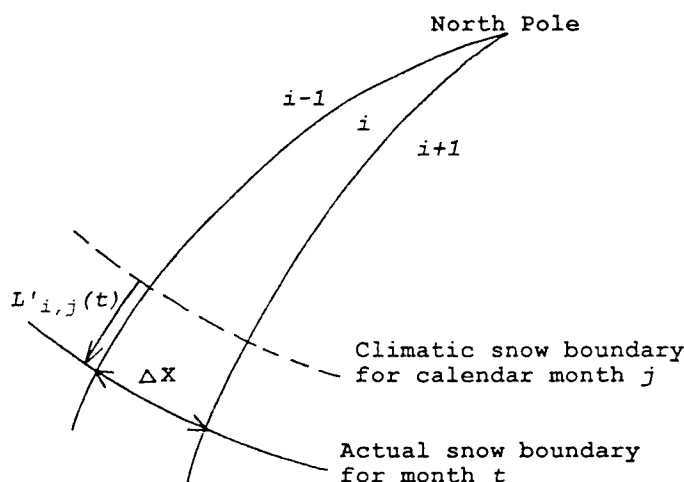 North Pole
i-1
i
i+1
L'i,j(t)
ΔX
Climatic snow boundary
for calendar month j
Actual snow boundary
for month t